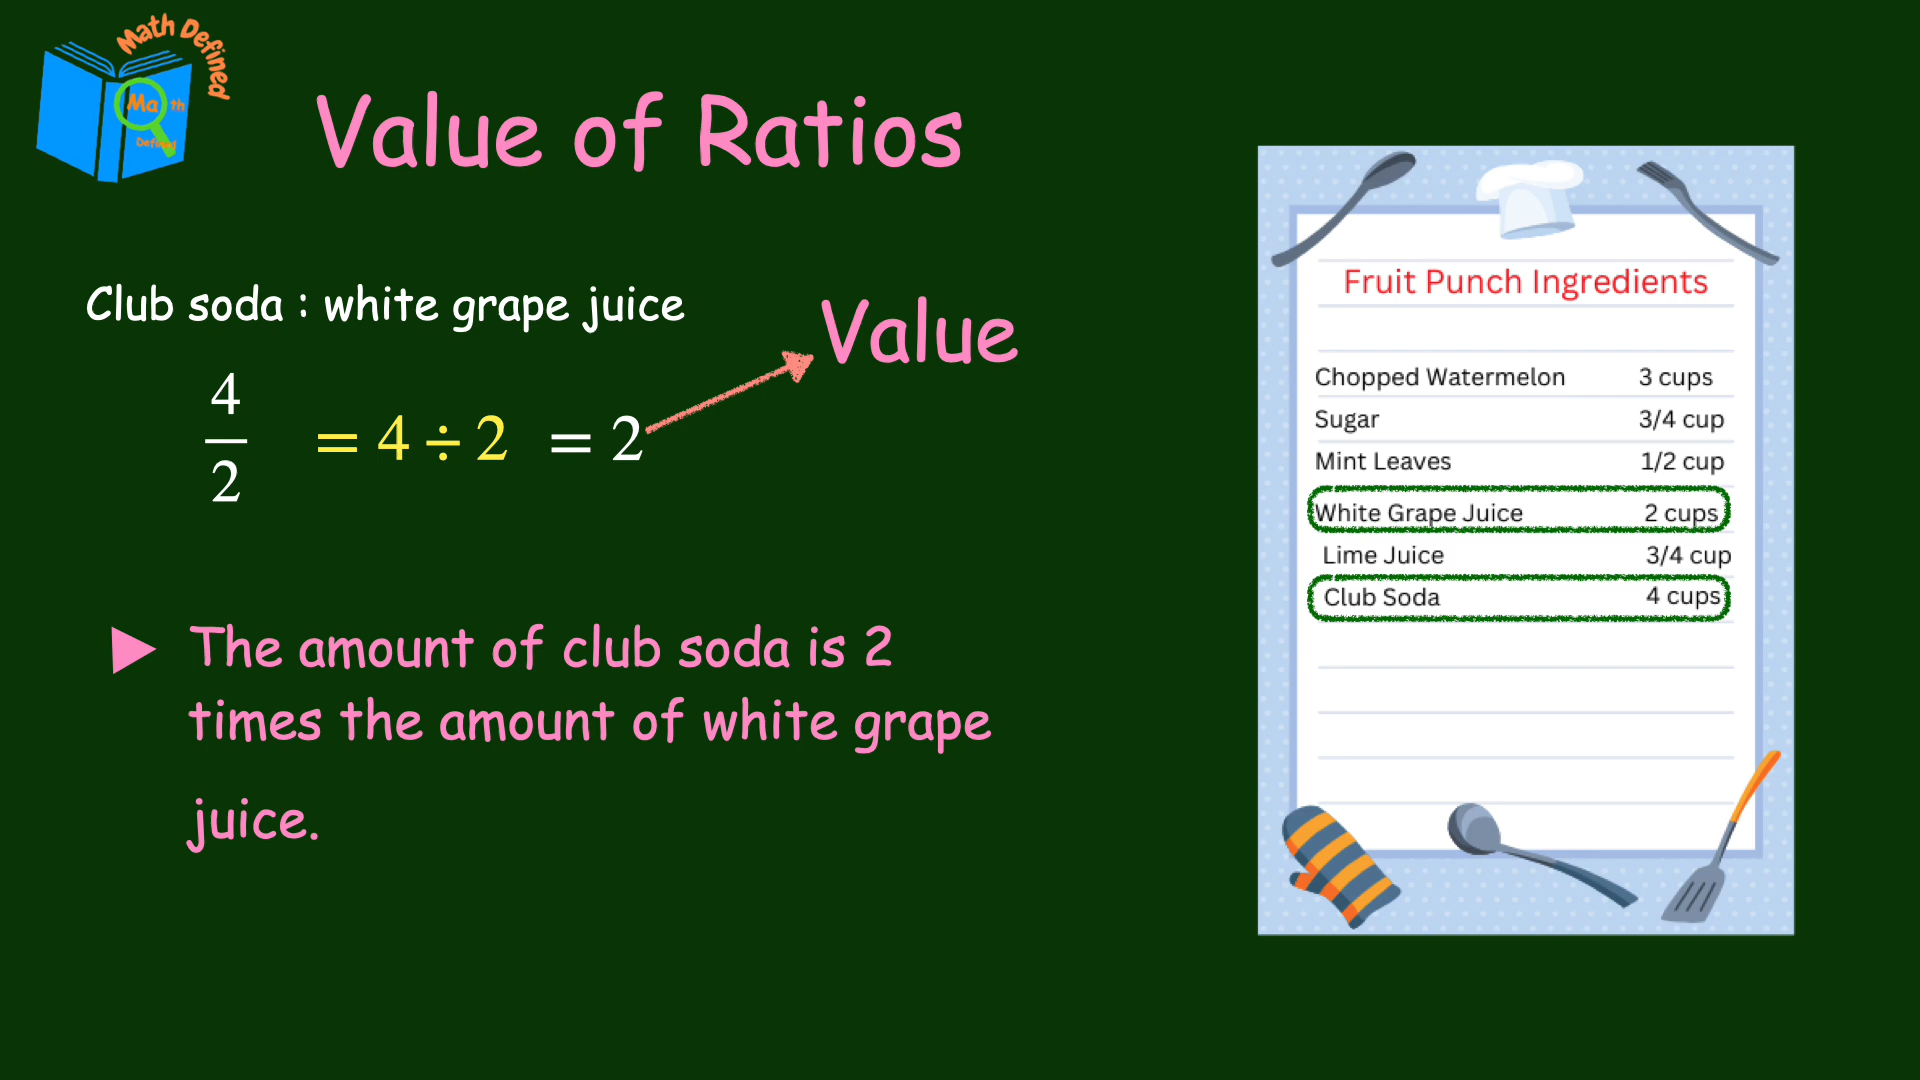 Math Defined
Math
Defined
Value of Ratios
Club soda : white grape juice
4
2
= 4 ÷ 2 = 2
Value
The amount of club soda is 2
times the amount of white grape
juice.
Fruit Punch Ingredients
Chopped Watermelon 3 cups
Sugar 3/4 cup
Mint Leaves 1/2 cup
White Grape Juice 2 cups
Lime Juice 3/4 cup
Club Soda 4 cups